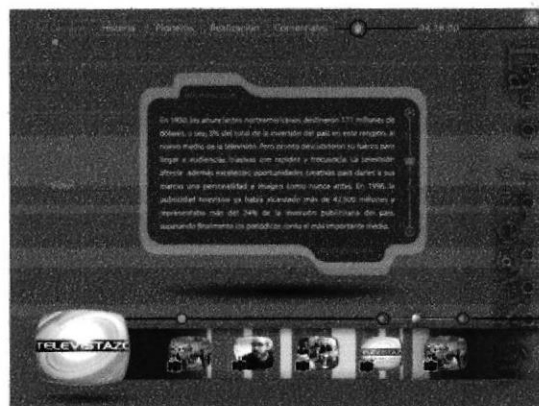 Historia Pioneros Realización Comerciales
En 1950, los anunciantes norteamericanos destinaron 171 millones de
dólares, o sea, 3% del total de la inversión del país en este renglón, al
nuevo medio de la televisión. Pero pronto descubrieron su fuerza para
llegar a audiencias masivas con rapidez y frecuencia. La televisión
ofrecía además excelentes oportunidades creativas para darles a sus
marcas una personalidad e imagen como nunca antes. En 1996, la
publicidad televisiva ya había alcanzado más de 42,500 millones y
representaba más del 24% de la inversión publicitaria del país,
superando finalmente los periódicos como el más importante medio.
TELEVISTAZO